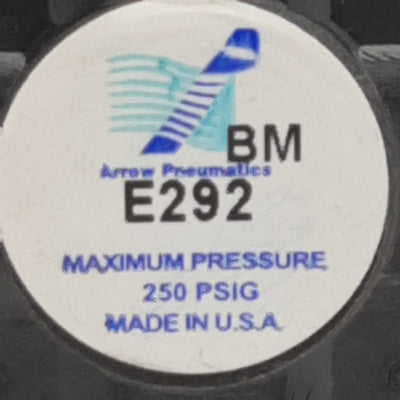 BM
Arrow Pneumatics
E292
MAXIMUM PRESSURE
250 PSIG
MADE IN U.S.A.